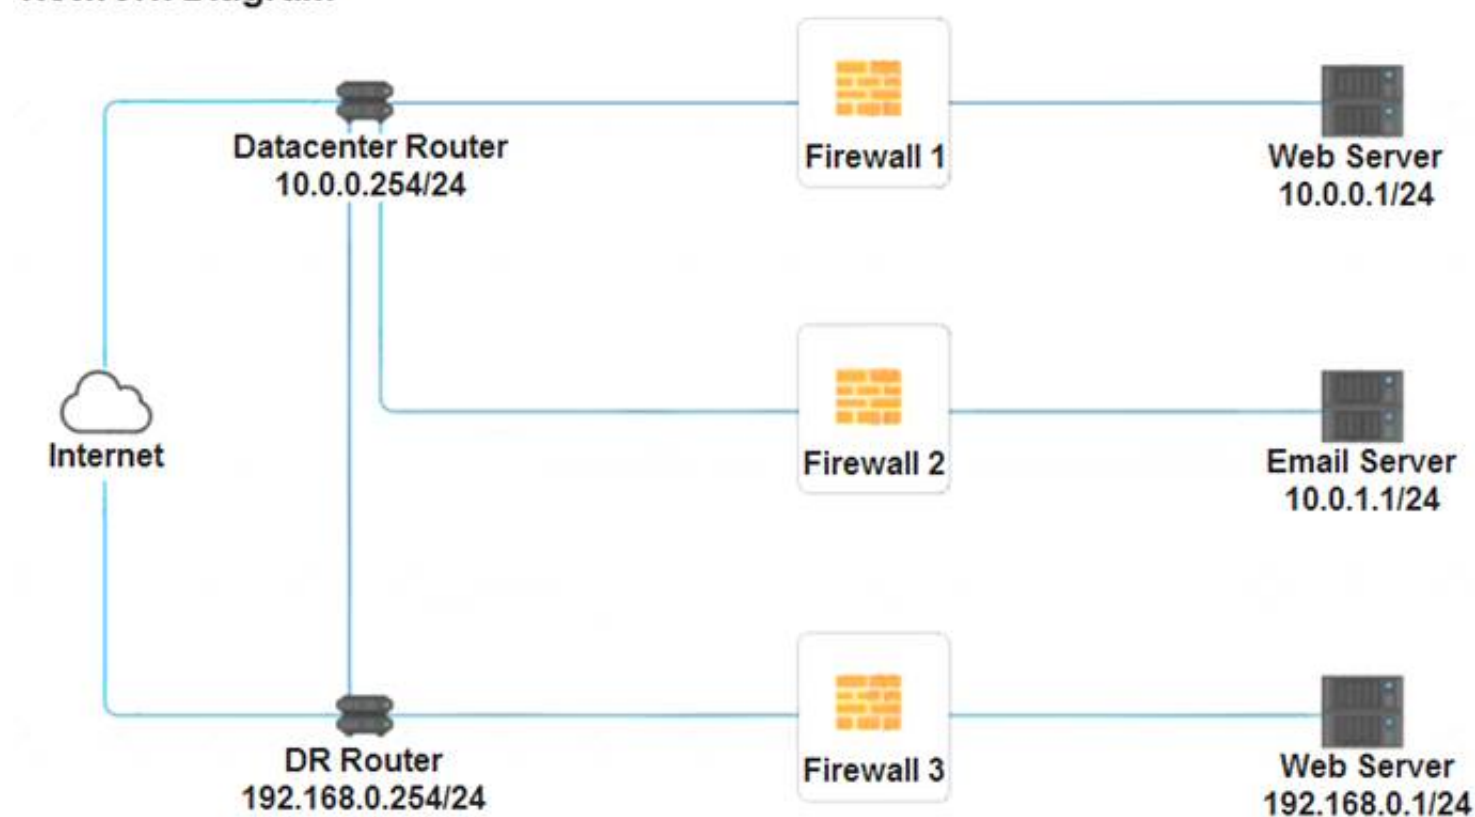 Datacenter Router
10.0.0.254/24
Firewall 1
Web Server
10.0.0.1/24
Internet
Firewall 2
Email Server
10.0.1.1/24
DR Router
192.168.0.254/24
Firewall 3
Web Server
192.168.0.1/24